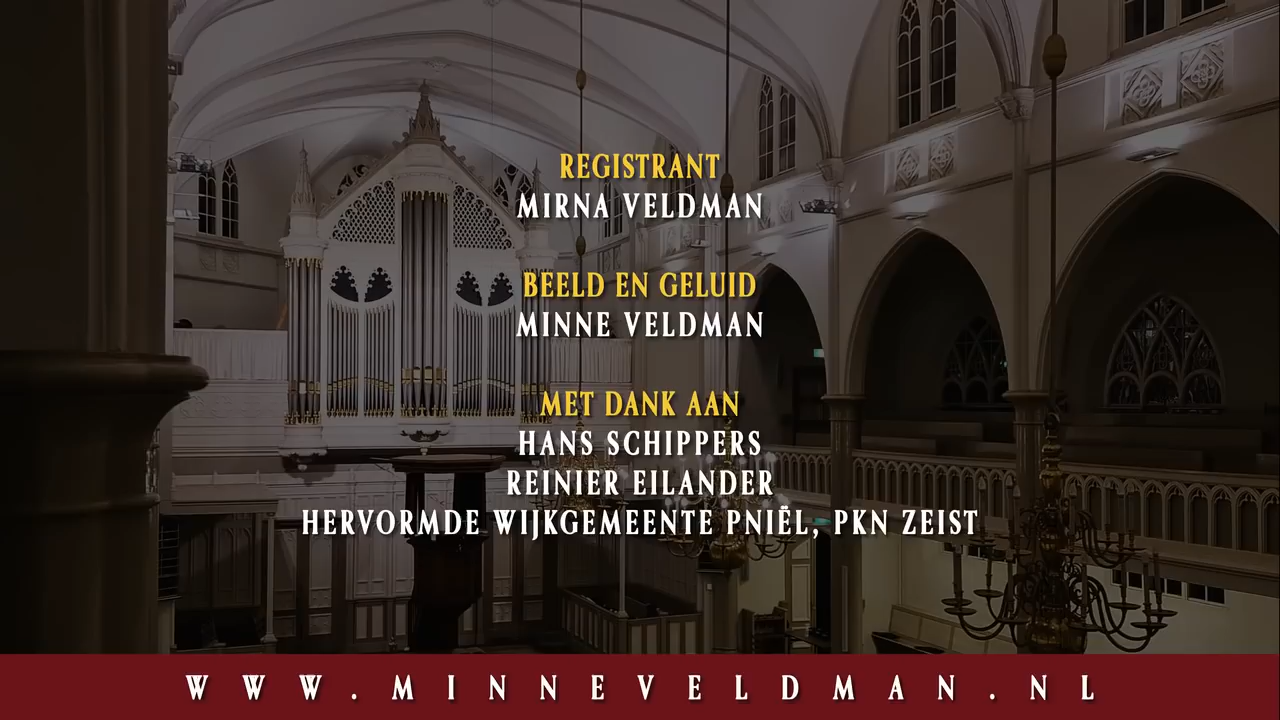 REGISTRANT
MIRNA VELDMAN
BEELD EN GELUID
MINNE VELDMAN
MET DANK AAN
HANS SCHIPPERS
REINIER EILANDER
HERVORMDE WIJKGEMEENTE PNIËL, PKN ZEIST
WWW.MINNEVELDMAN.NL